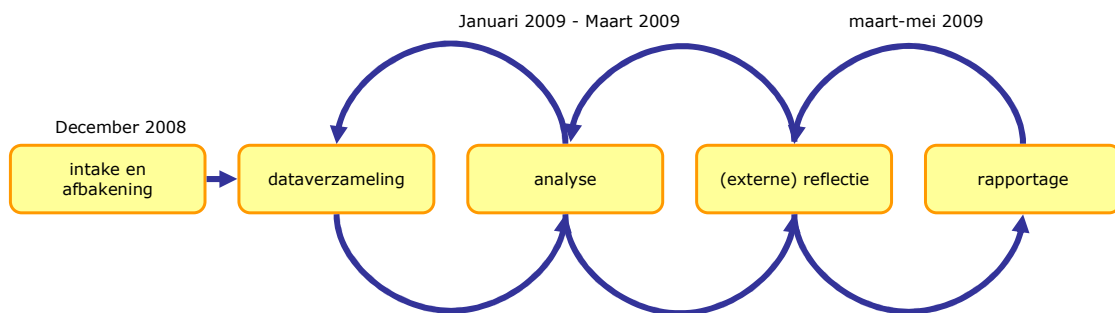 Januari 2009 - Maart 2009
maart-mei 2009
December 2008
intake en
afbakening
dataverzameling
analyse
(externe) reflectie
rapportage